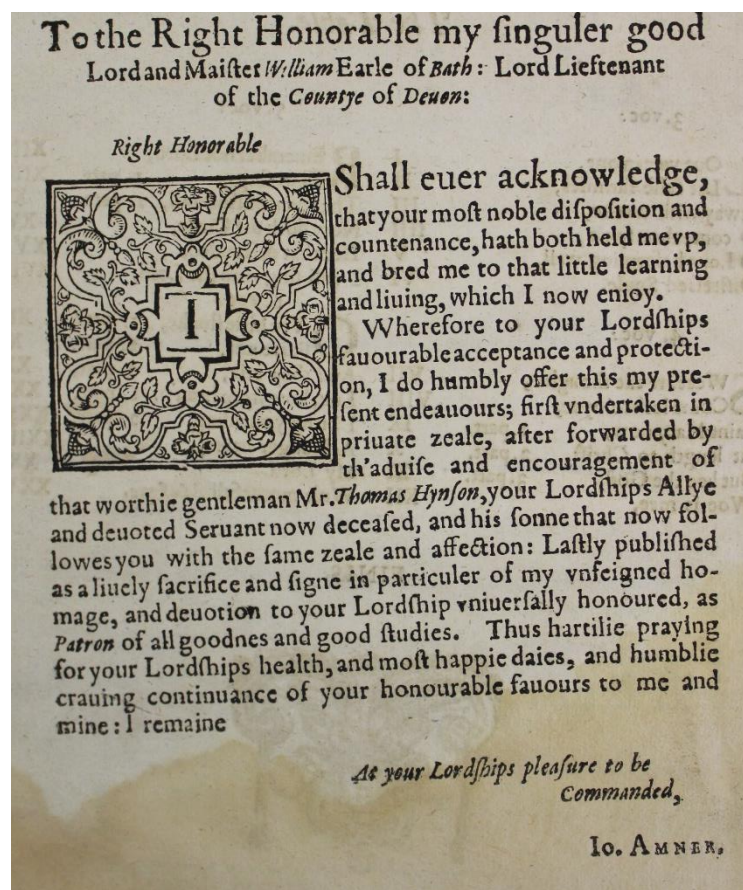 To the Right Honorable my ſinguler good
Lord and Maiſter William Earle of Bath: Lord Lieftenant
of the Countye of Deuon:
Right Honorable
I Shall euer acknowledge,
that your moſt noble diſpoſition and
countenance, hath both held me vp,
and bred me to that little learning
and liuing, which I now enioy.
Wherefore to your Lordſhips
fauourable acceptance and protecti-
on, I do humbly offer this my pre-
ſent endeauours; firſt vndertaken in
priuate zeale, after forwarded by
th'aduiſe and encouragement of
that worthie gentleman Mr. Thomas Hynſon, your Lordſhips Allye
and deuoted Seruant now deceaſed, and his ſonne that now fol-
lowes you with the ſame zeale and affection: Laſtly publiſhed
as a liuely ſacrifice and ſigne in particuler of my vnfeigned ho-
mage, and deuotion to your Lordſhip vniuerſally honoured, as
Patron of all goodnes and good ſtudies. Thus hartilie praying
for your Lordſhips health, and moſt happie daies, and humblie
crauing continuance of your honourable fauours to me and
mine: I remaine
At your Lordſhips pleaſure to be
Commanded,
Io. AMNER.